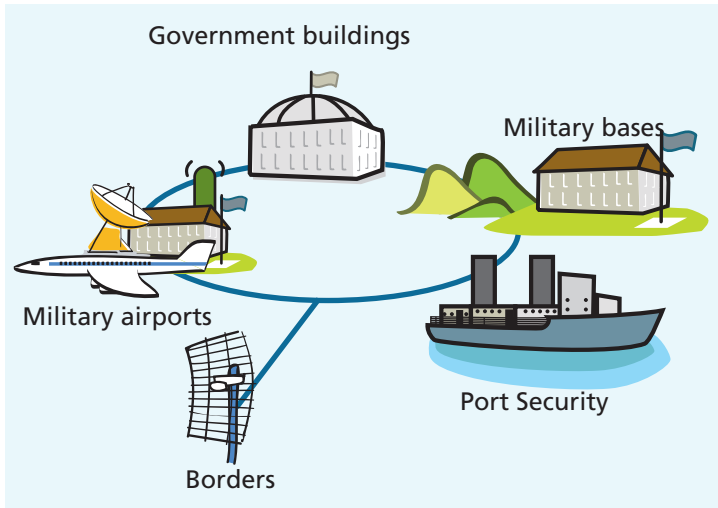 Government buildings
Military bases
Military airports
Port Security
Borders